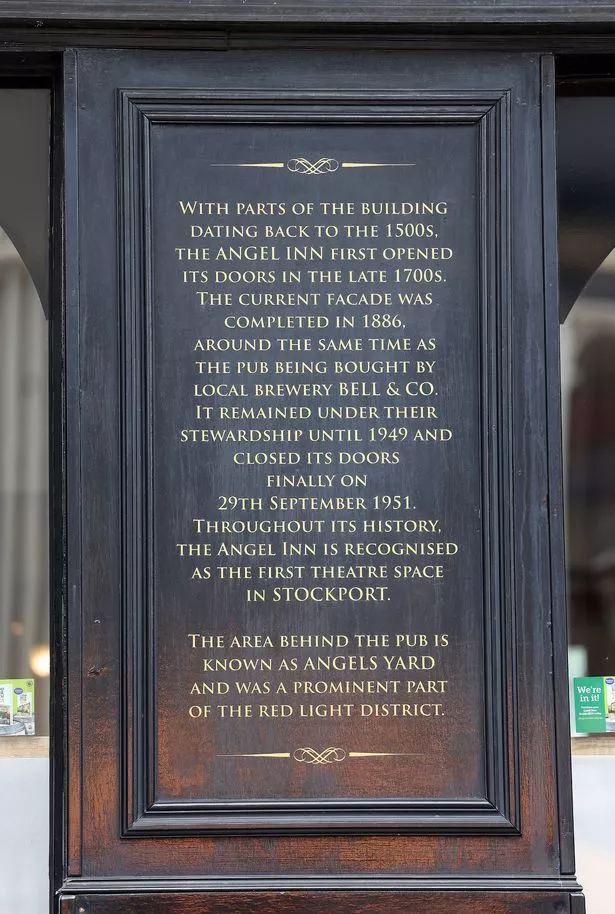 With parts of the building
dating back to the 1500s,
the ANGEL INN first opened
its doors in the late 1700s.
The current facade was
completed in 1886,
around the same time as
the pub being bought by
local brewery BELL & CO.
It remained under their
stewardship until 1949 and
closed its doors
finally on
29th September 1951.
Throughout its history,
the Angel Inn is recognised
as the first theatre space
in STOCKPORT.
The area behind the pub is
known as ANGELS YARD
and was a prominent part
of the red light district.
We're
in it!